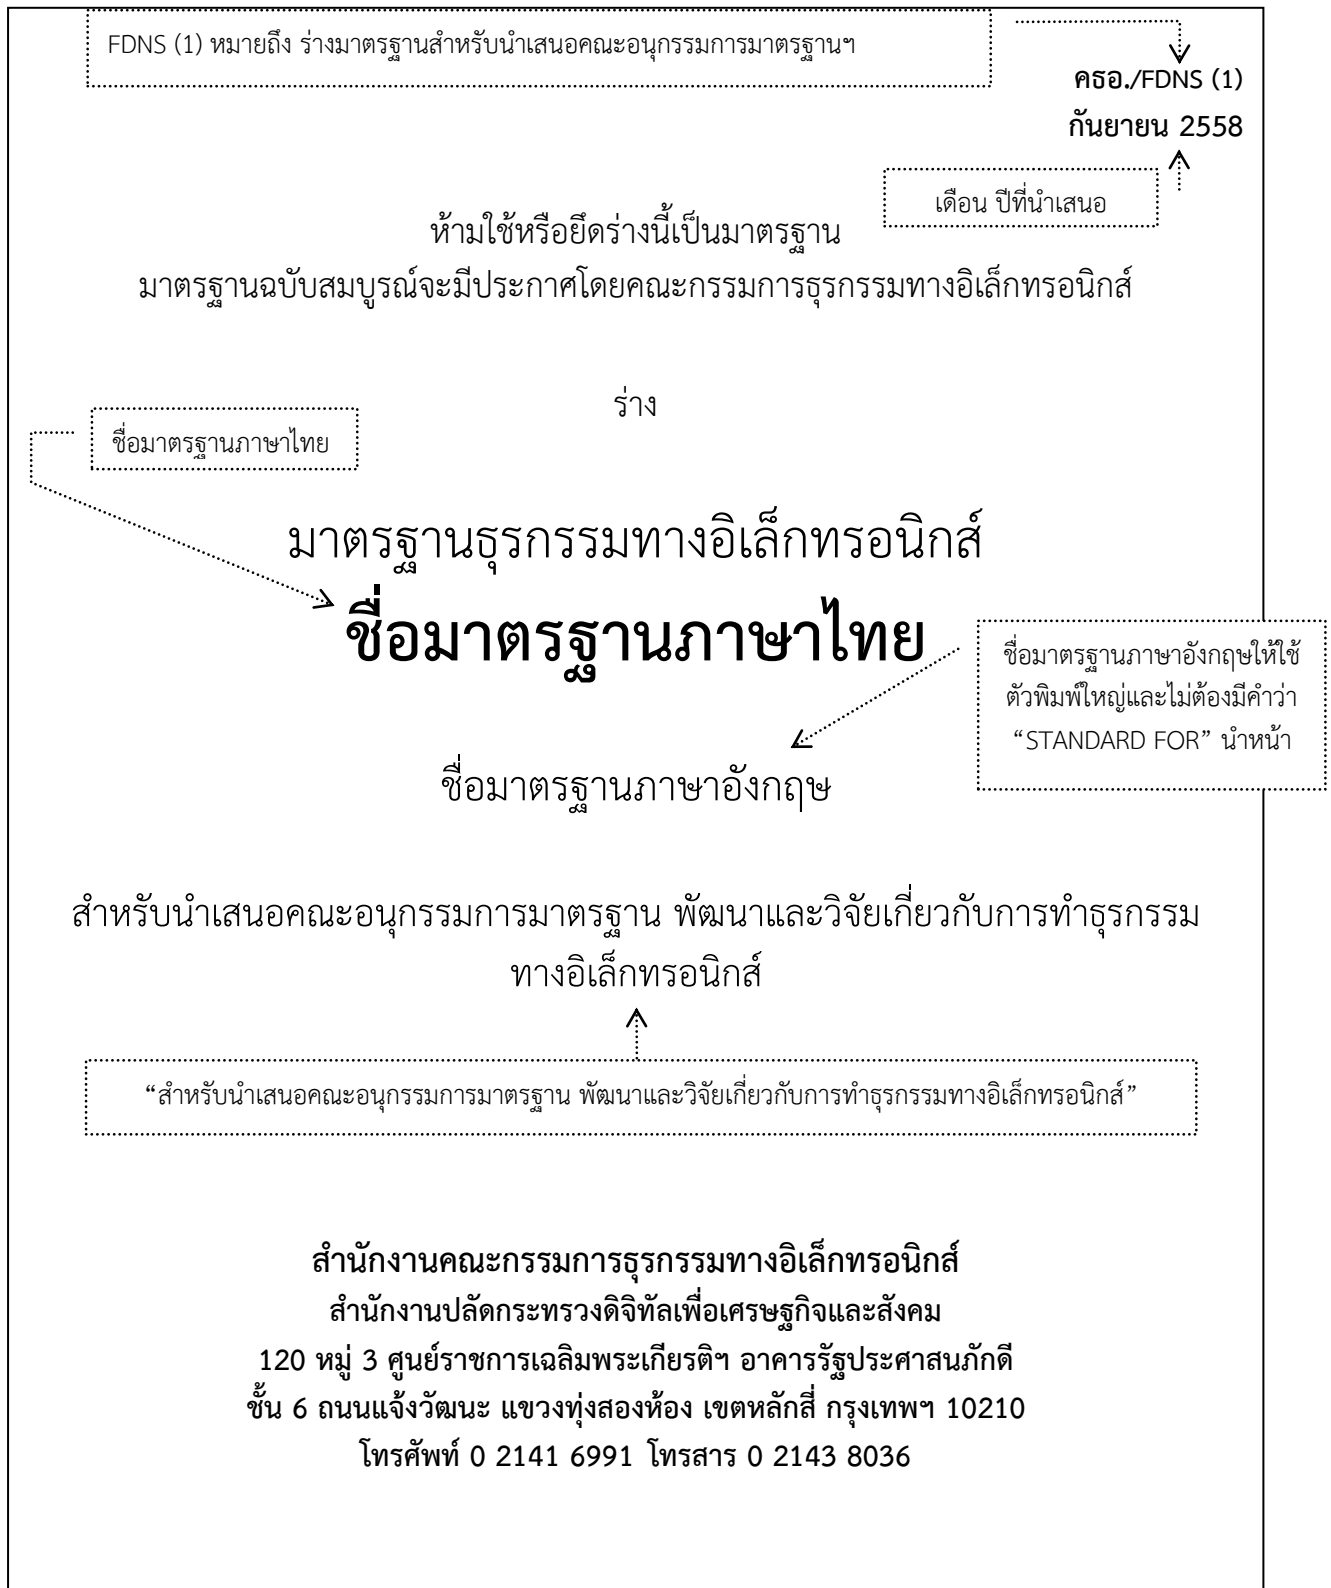 FDNS (1) หมายถึง ร่างมาตรฐานสำหรับนำเสนอคณะอนุกรรมการมาตรฐานฯ
คธอ./FDNS (1)
กันยายน 2558
เดือน ปีที่นำเสนอ
ห้ามใช้หรือยึดร่างนี้เป็นมาตรฐาน
มาตรฐานฉบับสมบูรณ์จะมีประกาศโดยคณะกรรมการธุรกรรมทางอิเล็กทรอนิกส์
ร่าง
ชื่อมาตรฐานภาษาไทย
มาตรฐานธุรกรรมทางอิเล็กทรอนิกส์
ชื่อมาตรฐานภาษาไทย
ชื่อมาตรฐานภาษาอังกฤษให้ใช้
ตัวพิมพ์ใหญ่และไม่ต้องมีคำว่า
“STANDARD FOR” นำหน้า
ชื่อมาตรฐานภาษาอังกฤษ
สำหรับนำเสนอคณะอนุกรรมการมาตรฐาน พัฒนาและวิจัยเกี่ยวกับการทำธุรกรรม
ทางอิเล็กทรอนิกส์
“สำหรับนำเสนอคณะอนุกรรมการมาตรฐาน พัฒนาและวิจัยเกี่ยวกับการทำธุรกรรมทางอิเล็กทรอนิกส์”
สำนักงานคณะกรรมการธุรกรรมทางอิเล็กทรอนิกส์
สำนักงานปลัดกระทรวงดิจิทัลเพื่อเศรษฐกิจและสังคม
120 หมู่ 3 ศูนย์ราชการเฉลิมพระเกียรติฯ อาคารรัฐประศาสนภักดี
ชั้น 6 ถนนแจ้งวัฒนะ แขวงทุ่งสองห้อง เขตหลักสี่ กรุงเทพฯ 10210
โทรศัพท์ 0 2141 6991 โทรสาร 0 2143 8036